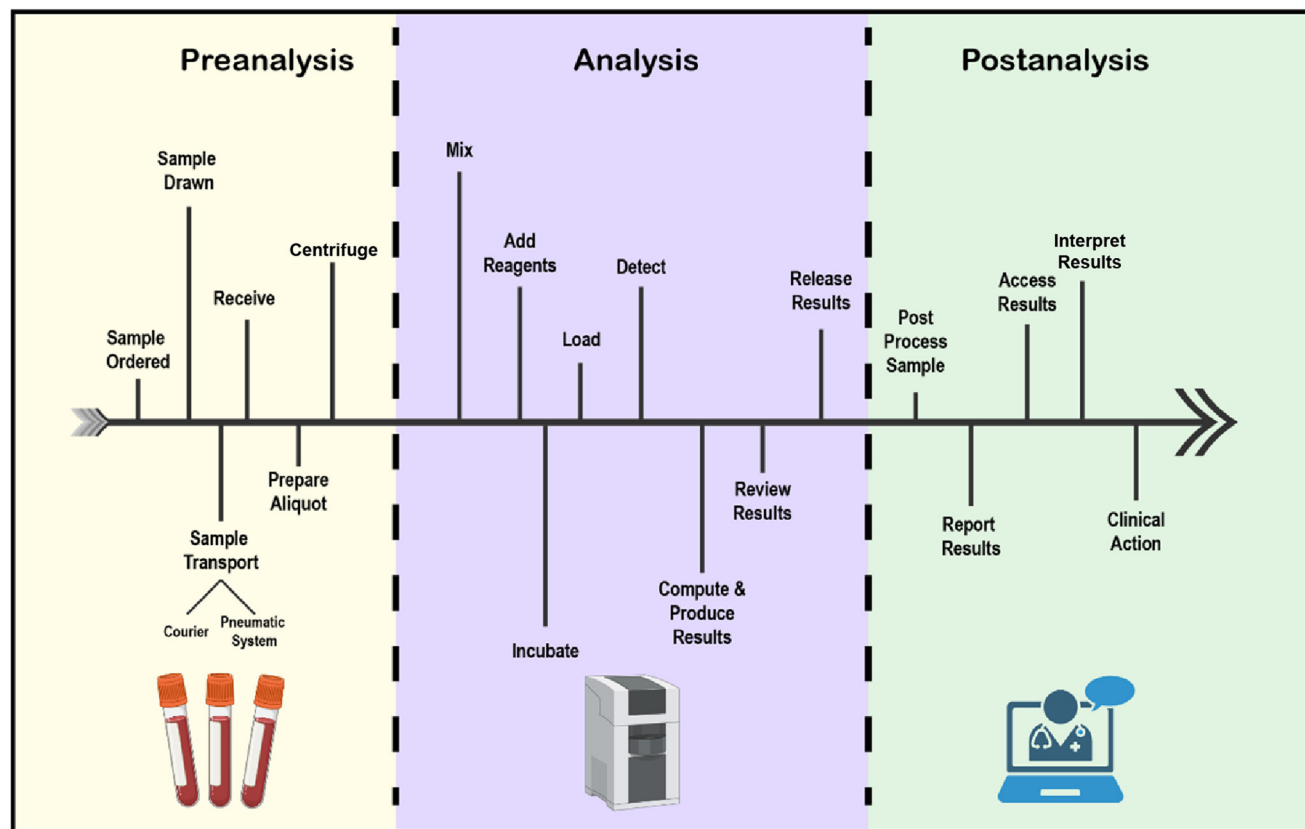 Preanalysis
Analysis
Postanalysis
Sample
Ordered
Sample
Drawn
Sample
Transport
Courier
Pneumatic
System
Receive
Prepare
Aliquot
Centrifuge
Mix
Add
Reagents
Incubate
Load
Detect
Compute &
Produce
Results
Review
Results
Release
Results
Post
Process
Sample
Report
Results
Access
Results
Interpret
Results
Clinical
Action